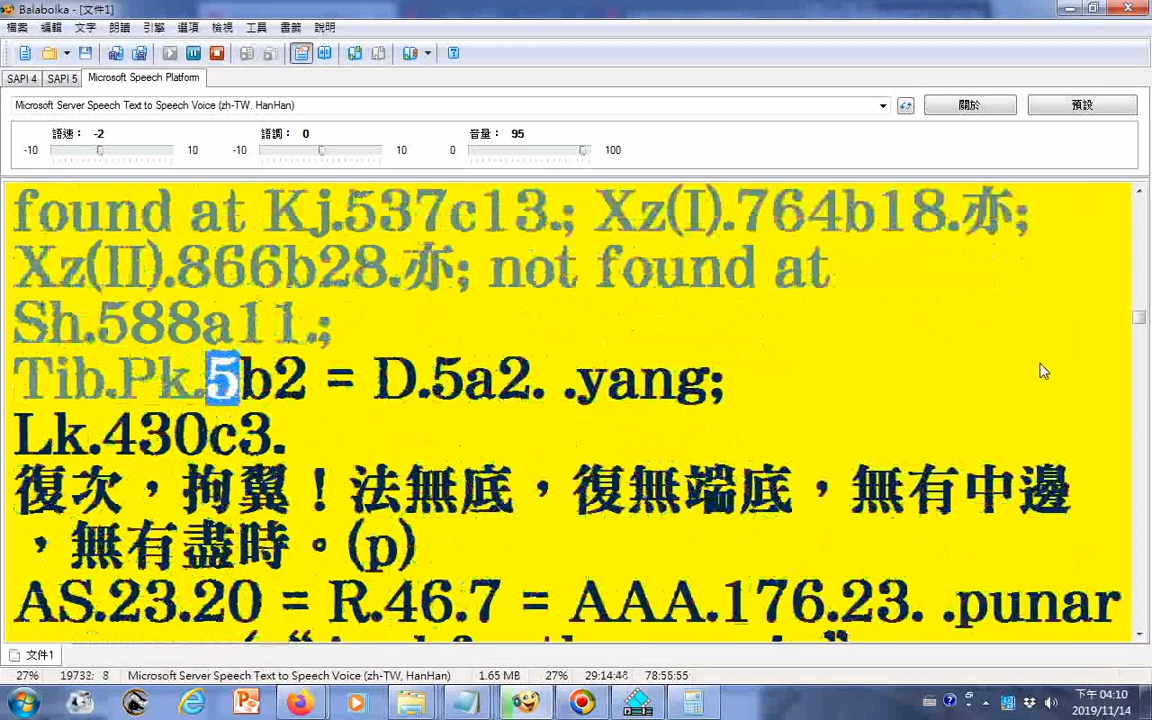 Balabolka - [文件1]
檔案 編輯 文字 朗讀 引擎 選項 檢視 工具 書籤 說明
SAPI 4 SAPI 5 Microsoft Speech Platform
Microsoft Server Speech Text to Speech Voice (zh-TW, HanHan) 關於 預設
語速： -2 語調： 0 音量： 95
-10 10 -10 10 0 100
found at Kj.537c13.; Xz(I).764b18.亦;
Xz(II).866b28.亦; not found at
Sh.588a11.;
Tib.Pk.5b2 = D.5a2. .yang;
Lk.430c3.
復次，拘翼！法無底，復無端底，無有中邊
，無有盡時。(p)
AS.23.20 = R.46.7 = AAA.176.23. .punar
文件1
27% 19732: 8 Microsoft Server Speech Text to Speech Voice (zh-TW, HanHan) 1.65 MB 27% 29:14:48 78:55:55
下午 04:10
2019/11/14